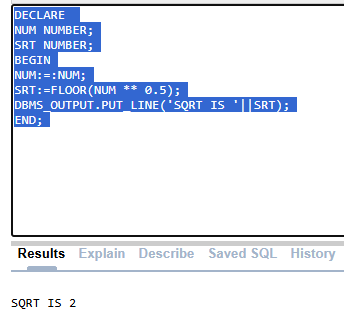 DECLARE
NUM NUMBER;
SRT NUMBER;
BEGIN
NUM:=:NUM;
SRT:=FLOOR(NUM ** 0.5);
DBMS_OUTPUT.PUT_LINE('SQRT IS '||SRT);
END;
Results Explain Describe Saved SQL History
SQRT IS 2